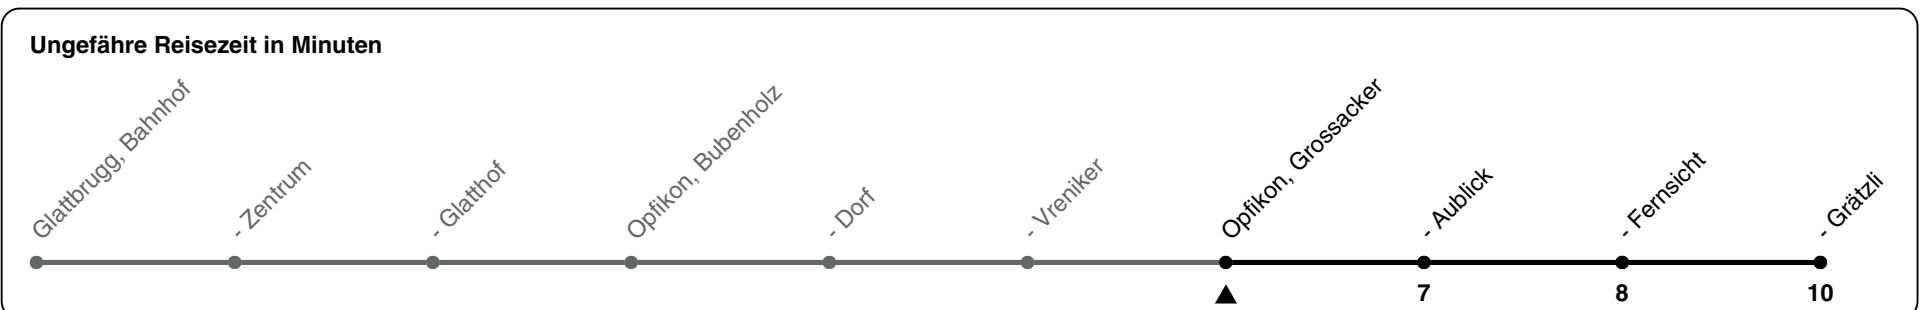 Ungefähre Reisezeit in Minuten
Glattbrugg, Bahnhof
- Zentrum
- Glatthof
Opfikon, Bubenholz
- Dorf
- Vreniker
Opfikon, Grossacker
- Aublick
- Fernsicht
- Grätzli
7 8 10